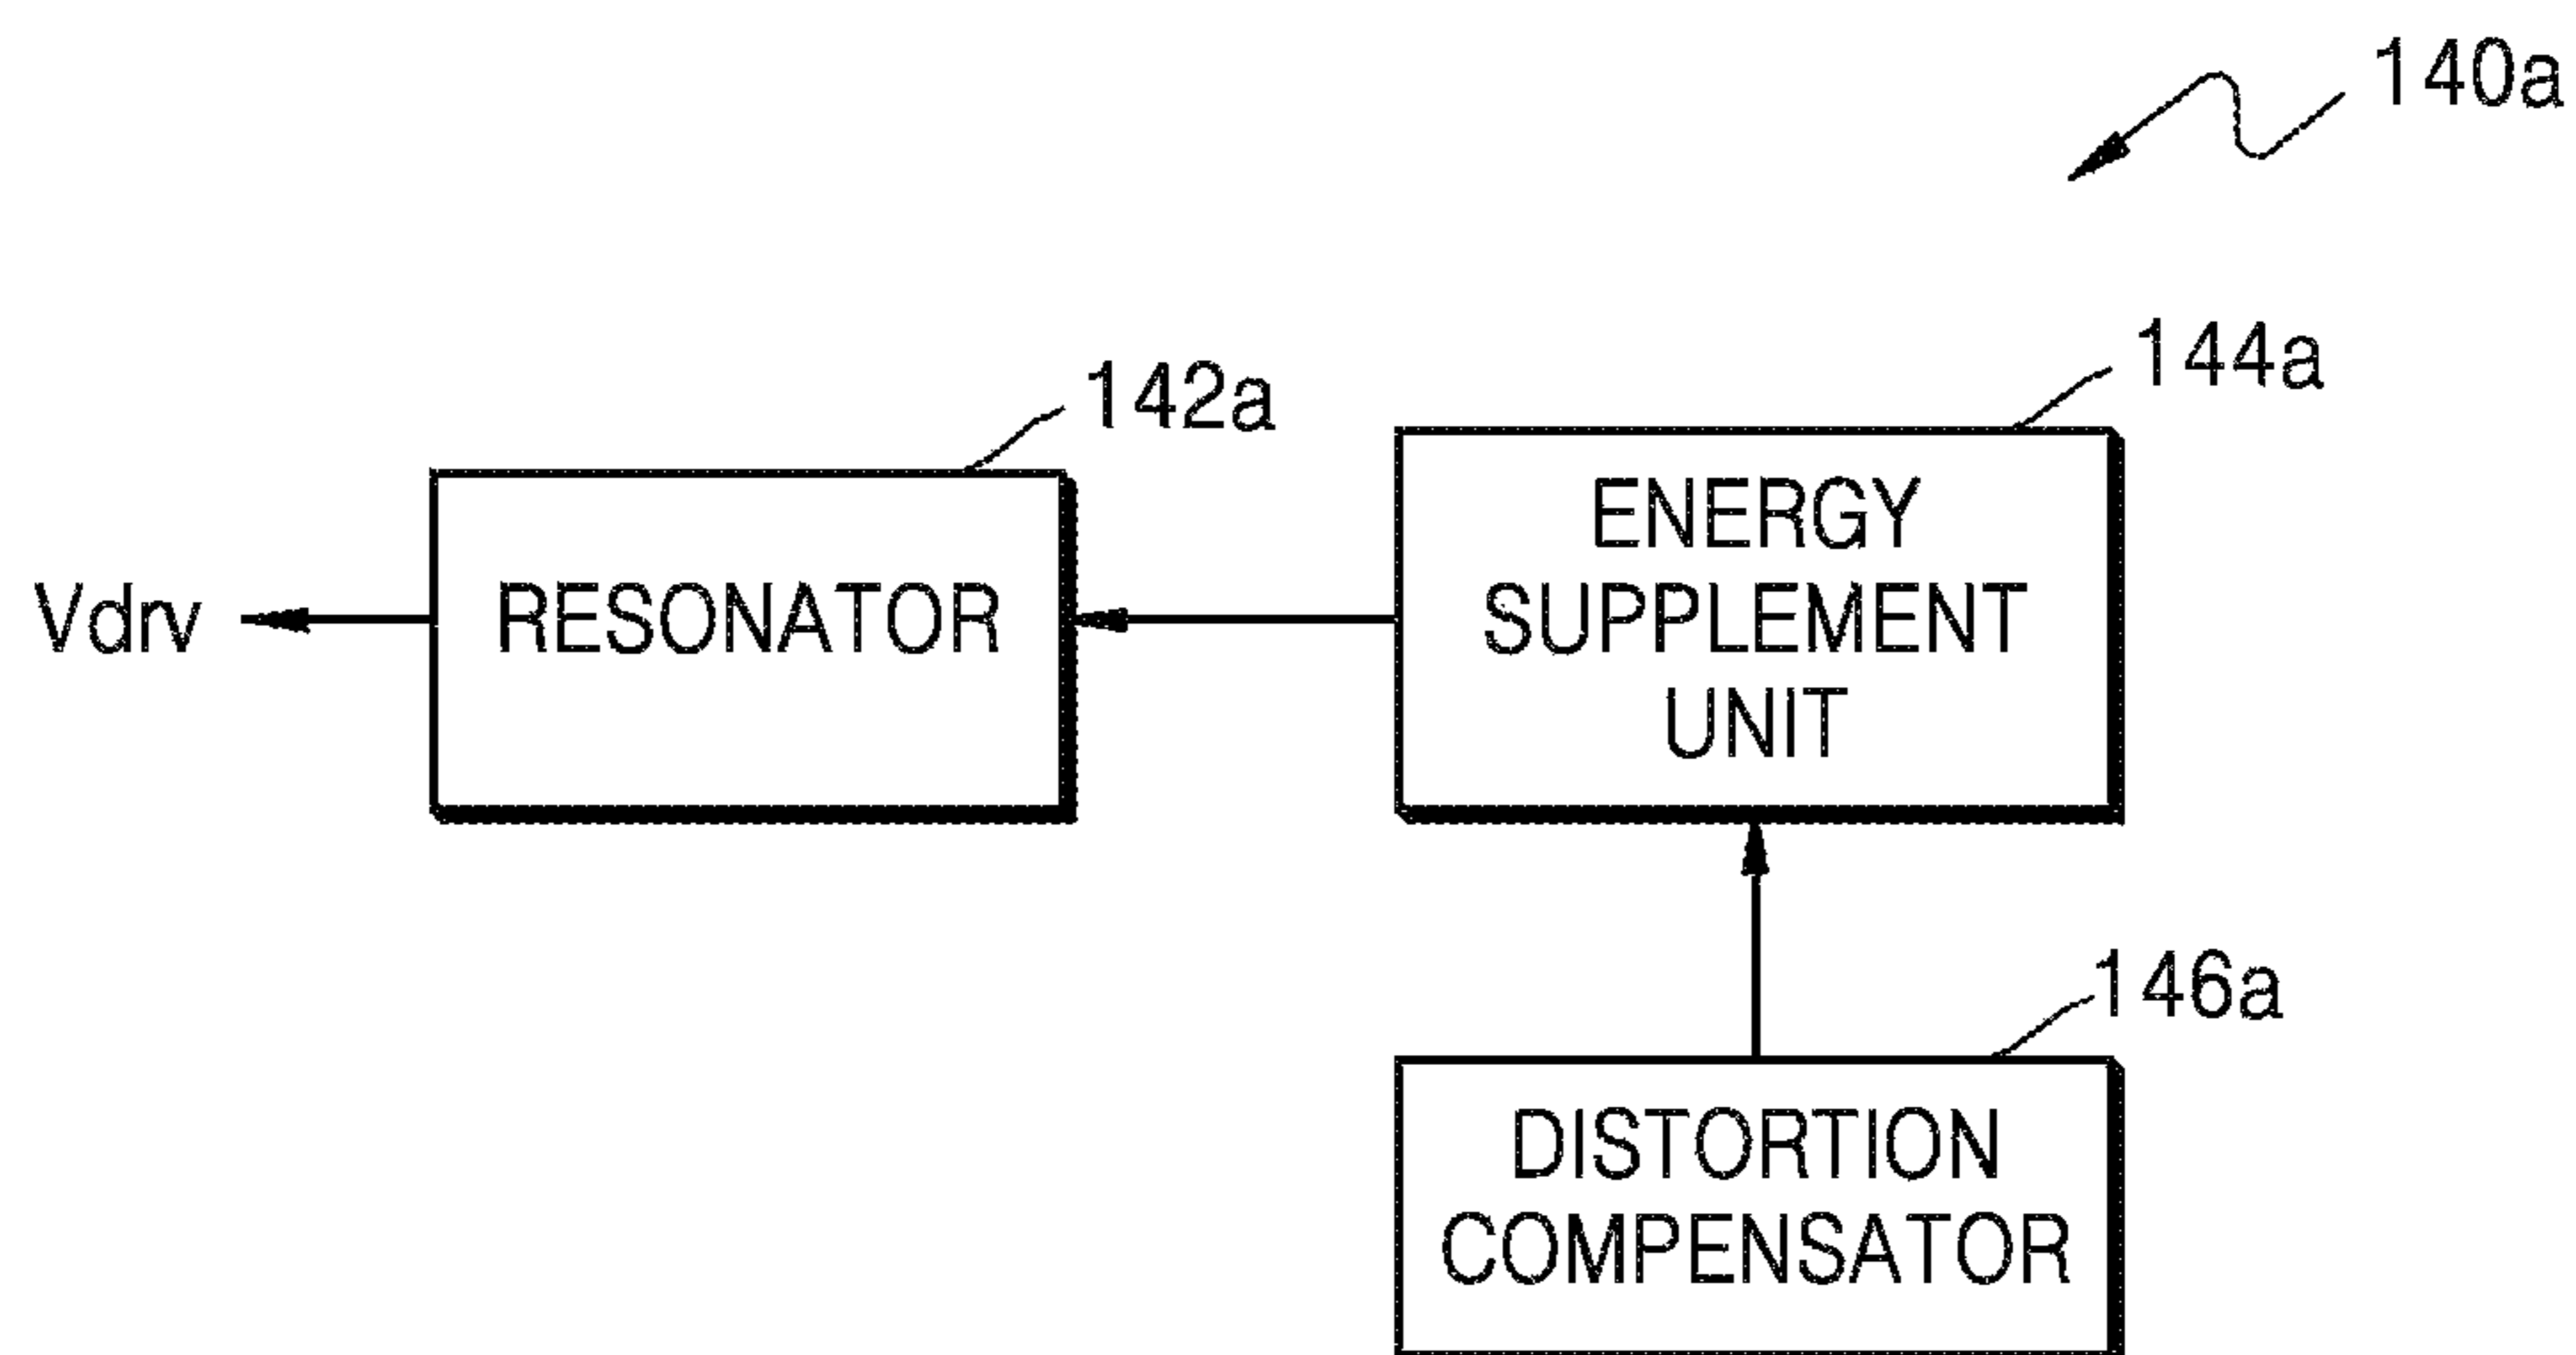 140a
144a
142a
ENERGY
SUPPLEMENT
UNIT
Vdrv
RESONATOR
146a
DISTORTION
COMPENSATOR